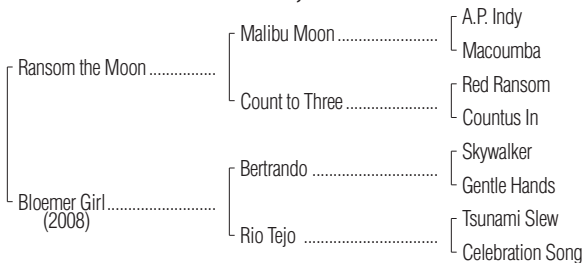 A.P. Indy
Malibu Moon ....................
Macoumba
Ransom the Moon ...............
Red Ransom
Count to Three ..................
Countus In
Skywalker
Bertrando .........................
Gentle Hands
Bloemer Girl......................
(2008)
Tsunami Slew
Rio Tejo ...........................
Celebration Song